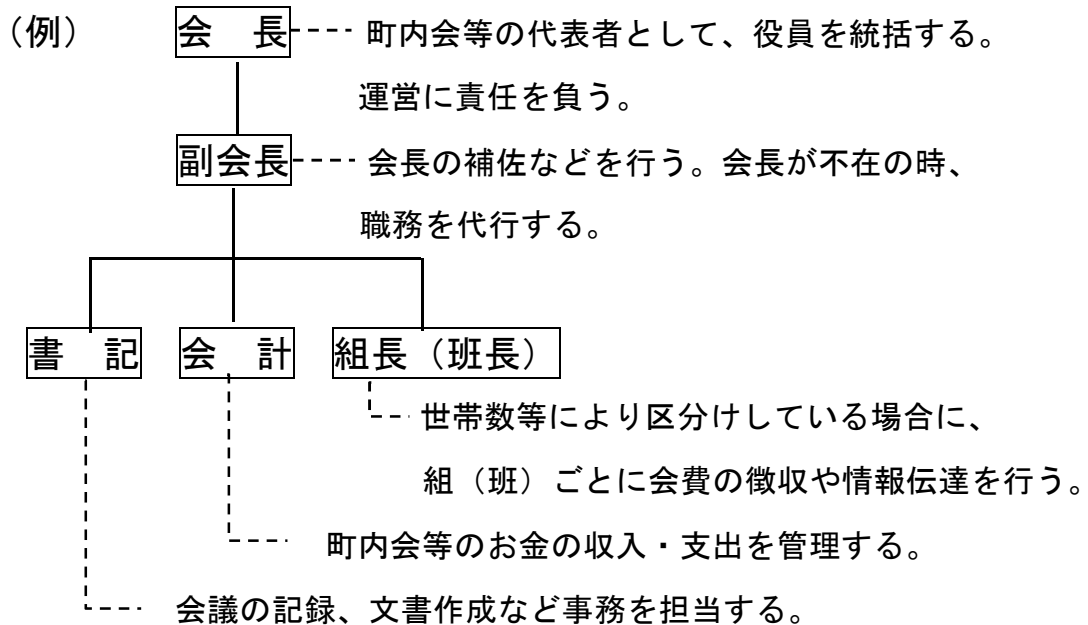 （例）
会　長
町内会等の代表者として、役員を統括する。
運営に責任を負う。
副会長
会長の補佐などを行う。会長が不在の時、
職務を代行する。
書　記
会　計
組長（班長）
世帯数等により区分けしている場合に、
組（班）ごとに会費の徴収や情報伝達を行う。
町内会等のお金の収入・支出を管理する。
会議の記録、文書作成など事務を担当する。